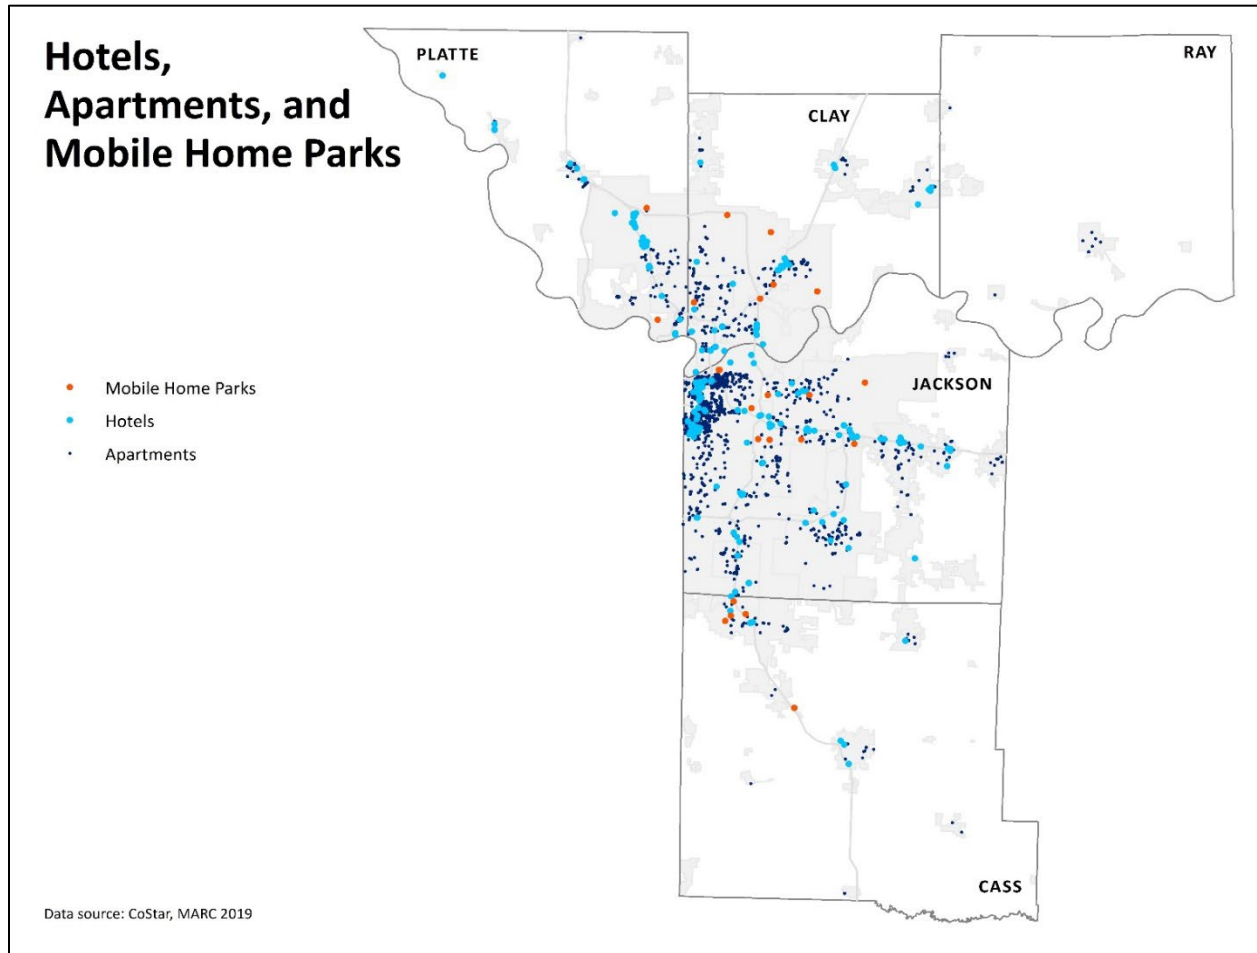 Hotels,
Apartments, and
Mobile Home Parks
PLATTE
RAY
CLAY
Mobile Home Parks
Hotels
Apartments
JACKSON
CASS
Data source: CoStar, MARC 2019